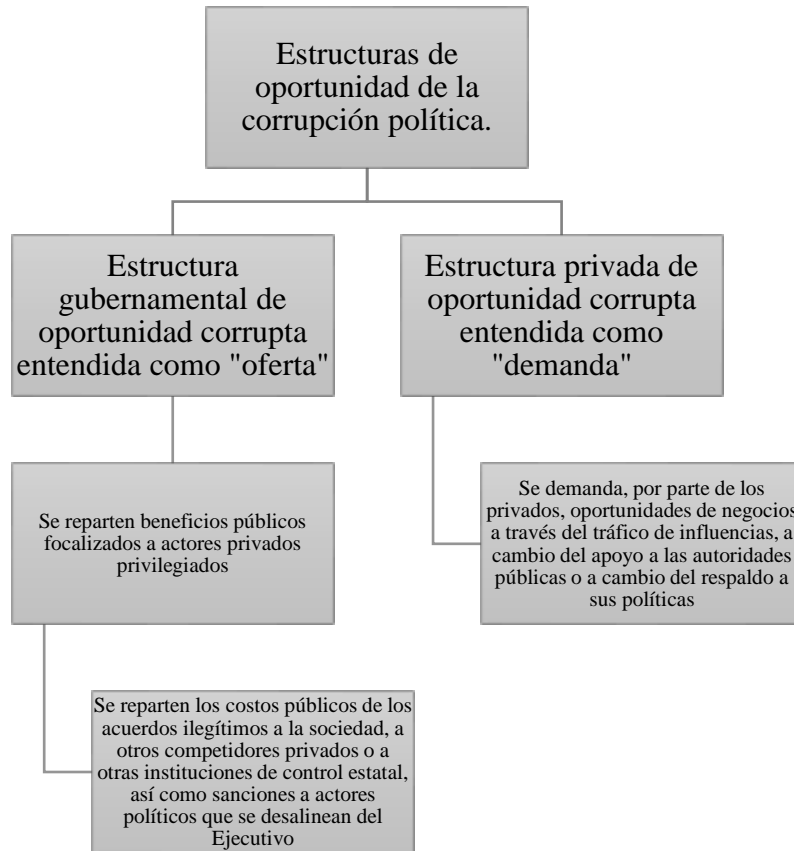 Estructuras de
oportunidad de la
corrupción política.
Estructura
gubernamental de
oportunidad corrupta
entendida como "oferta"
Estructura privada de
oportunidad corrupta
entendida como
"demanda"
Se reparten beneficios públicos
focalizados a actores privados
privilegiados
Se demanda, por parte de los
privados, oportunidades de negocios
a través del tráfico de influencias, a
cambio del apoyo a las autoridades
públicas o a cambio del respaldo a
sus políticas
Se reparten los costos públicos de los
acuerdos ilegítimos a la sociedad, a
otros competidores privados o a
otras instituciones de control estatal,
así como sanciones a actores
políticos que se desalinean del
Ejecutivo